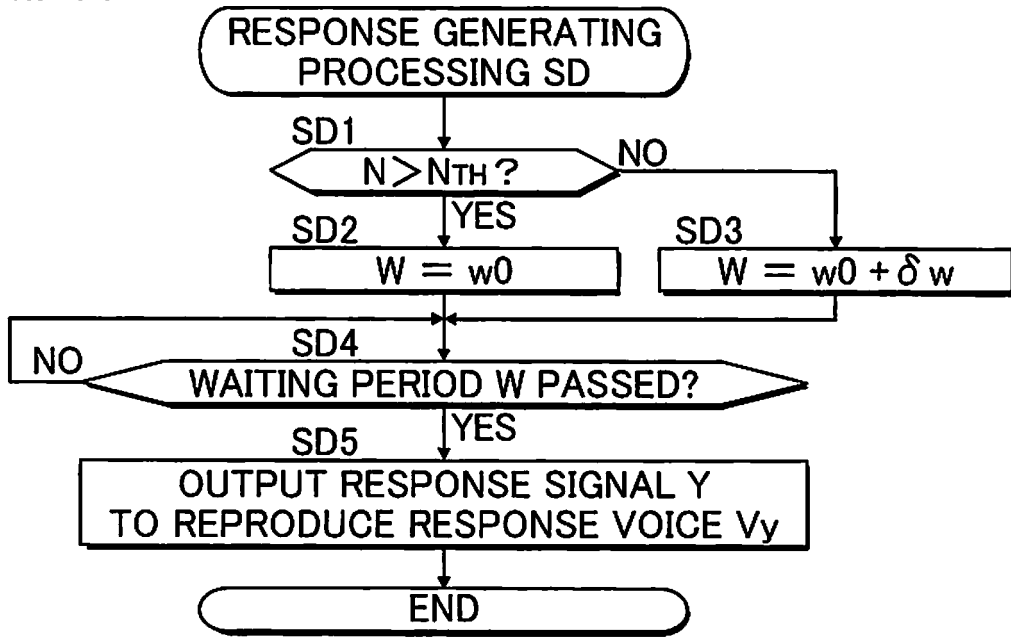 RESPONSE GENERATING
PROCESSING SD
SD1
N>NTH?
NO
YES
SD2
W = w0
SD3
W = w0 + δw
SD4
NO
WAITING PERIOD W PASSED?
YES
SD5
OUTPUT RESPONSE SIGNAL Y
TO REPRODUCE RESPONSE VOICE Vy
END